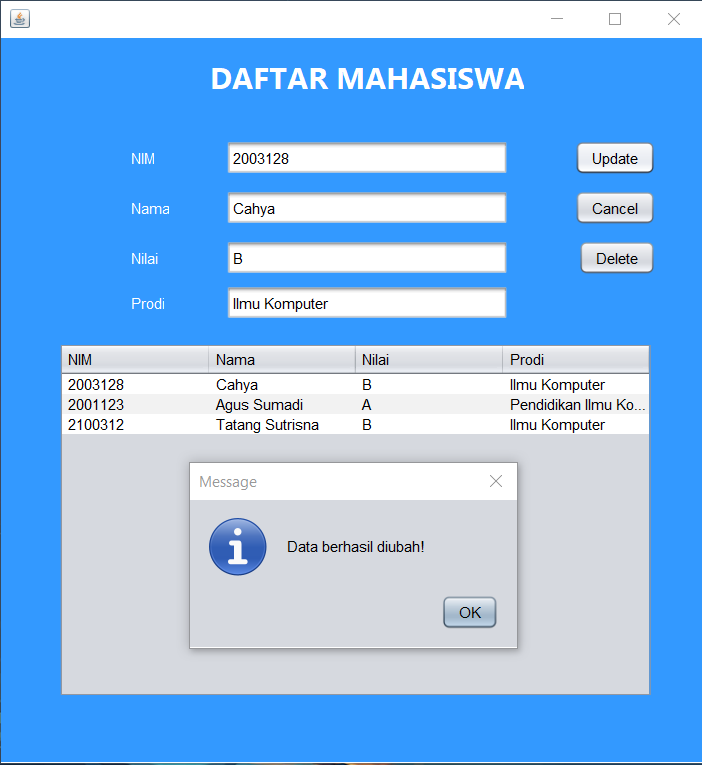 DAFTAR MAHASISWA
NIM 2003128 Update
Nama Cahya Cancel
Nilai B Delete
Prodi Ilmu Komputer
NIM Nama Nilai Prodi
2003128 Cahya B Ilmu Komputer
2001123 Agus Sumadi A Pendidikan Ilmu Ko...
2100312 Tatang Sutrisna B Ilmu Komputer
Message
Data berhasil diubah!
OK